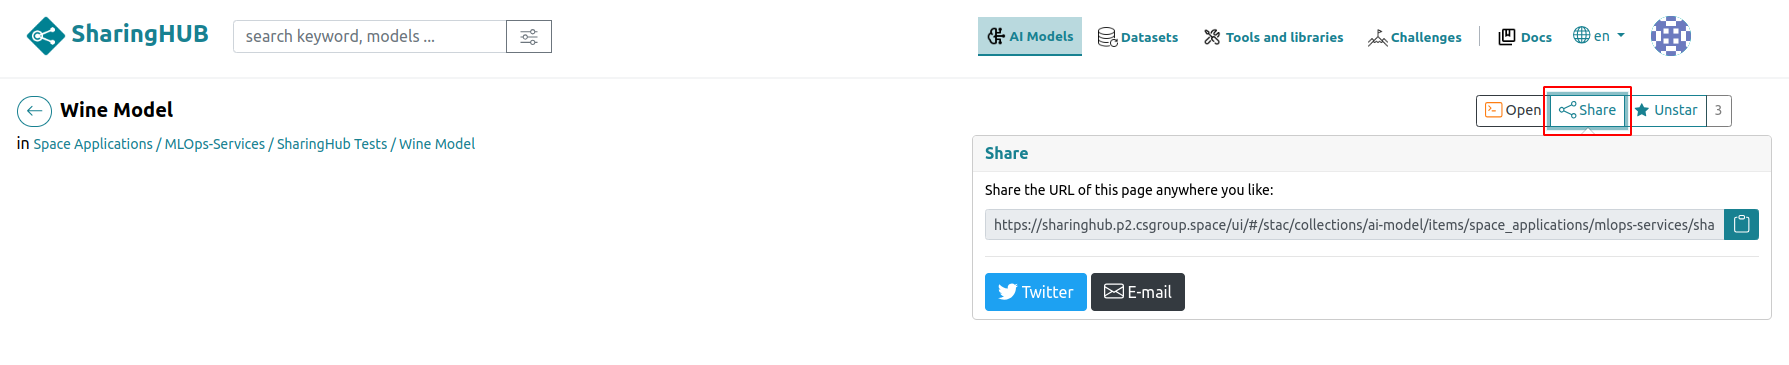 SharingHUB
search keyword, models ...
AI Models
Datasets
Tools and libraries
Challenges
Docs
en
Wine Model
Open
Share
Unstar
3
in Space Applications / MLOps-Services / SharingHub Tests / Wine Model
Share
Share the URL of this page anywhere you like:
https://sharinghub.p2.csgroup.space/ui/#/stac/collections/ai-model/items/space_applications/mlops-services/sha
Twitter
E-mail